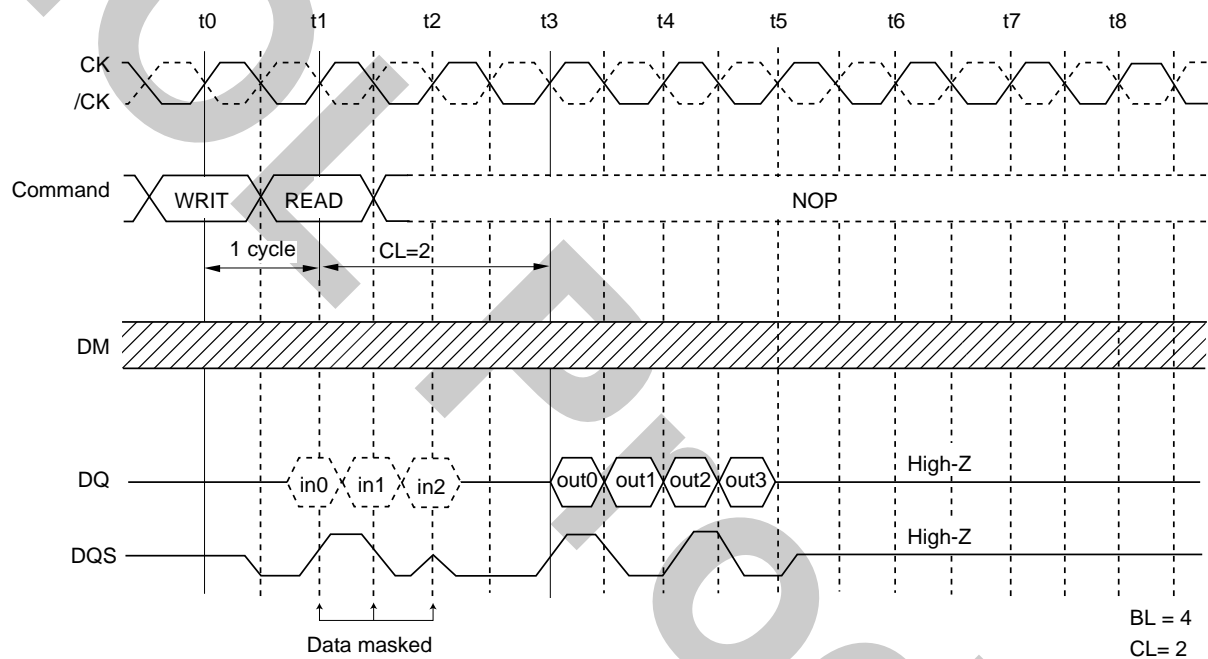 t0 t1 t2 t3 t4 t5 t6 t7 t8
CK
/CK
Command WRIT READ NOP
1 cycle CL=2
DM
DQ in0 in1 in2 out0 out1 out2 out3 High-Z
DQS High-Z
Data masked
BL = 4
CL= 2